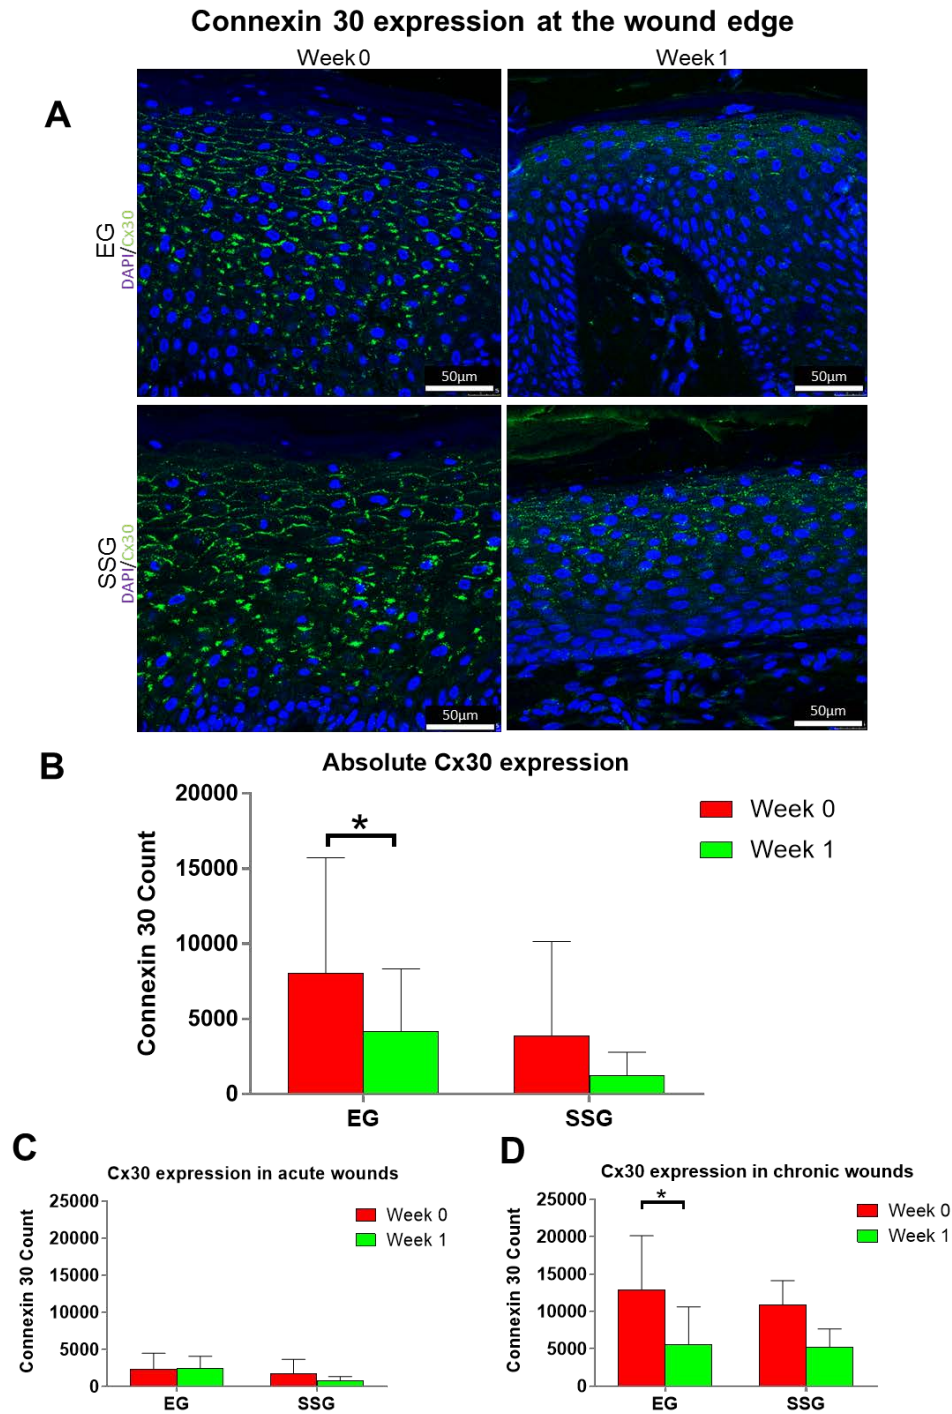 Connexin 30 expression at the wound edge
Week 0
Week 1
A
EG
DAPI/Cx30
50µm
50µm
SSG
DAPI/Cx30
50µm
50µm
B
Absolute Cx30 expression
Connexin 30 Count
20000
15000
10000
5000
0
*
Week 0
Week 1
EG
SSG
C
Cx30 expression in acute wounds
Connexin 30 Count
25000
20000
15000
10000
5000
0
Week 0
Week 1
EG
SSG
D
Cx30 expression in chronic wounds
Connexin 30 Count
25000
20000
15000
10000
5000
0
*
Week 0
Week 1
EG
SSG